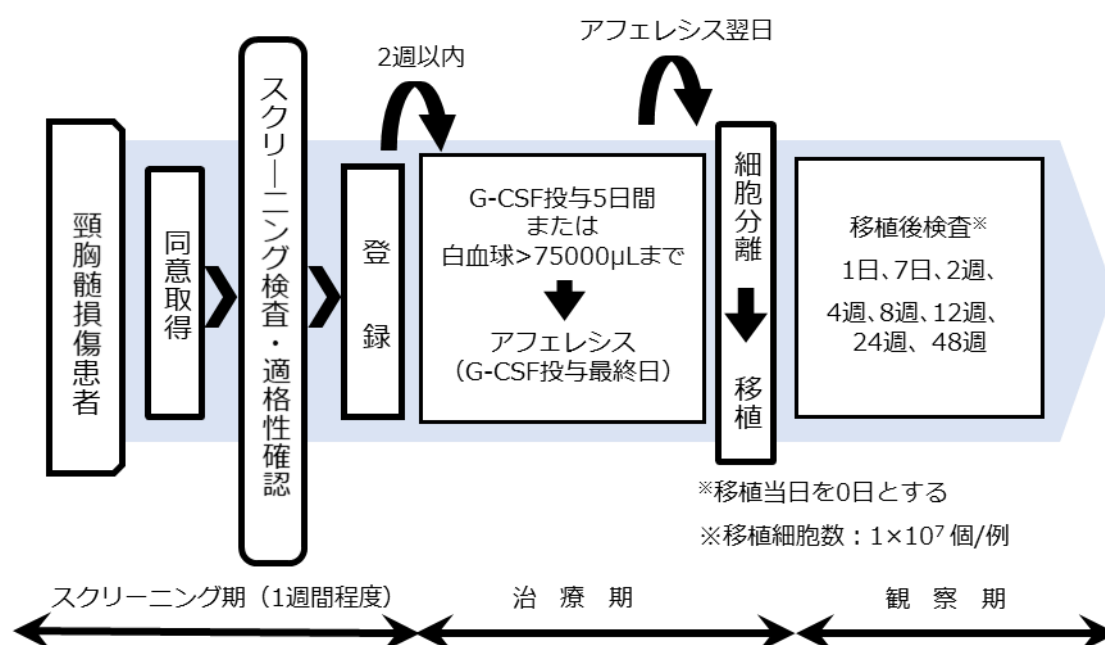 頸胸髄損傷患者
同意取得
スクリーニング検査・適格性確認
登録
2週以内
G-CSF投与5日間
または
白血球>75000μLまで
アフェレシス
(G-CSF投与最終日)
アフェレシス翌日
細胞分離
移植
移植後検査※
1日、7日、2週、
4週、8週、12週、
24週、48週
※移植当日を0日とする
※移植細胞数：1×10⁷ 個/例
スクリーニング期（1週間程度）
治　療　期
観　察　期